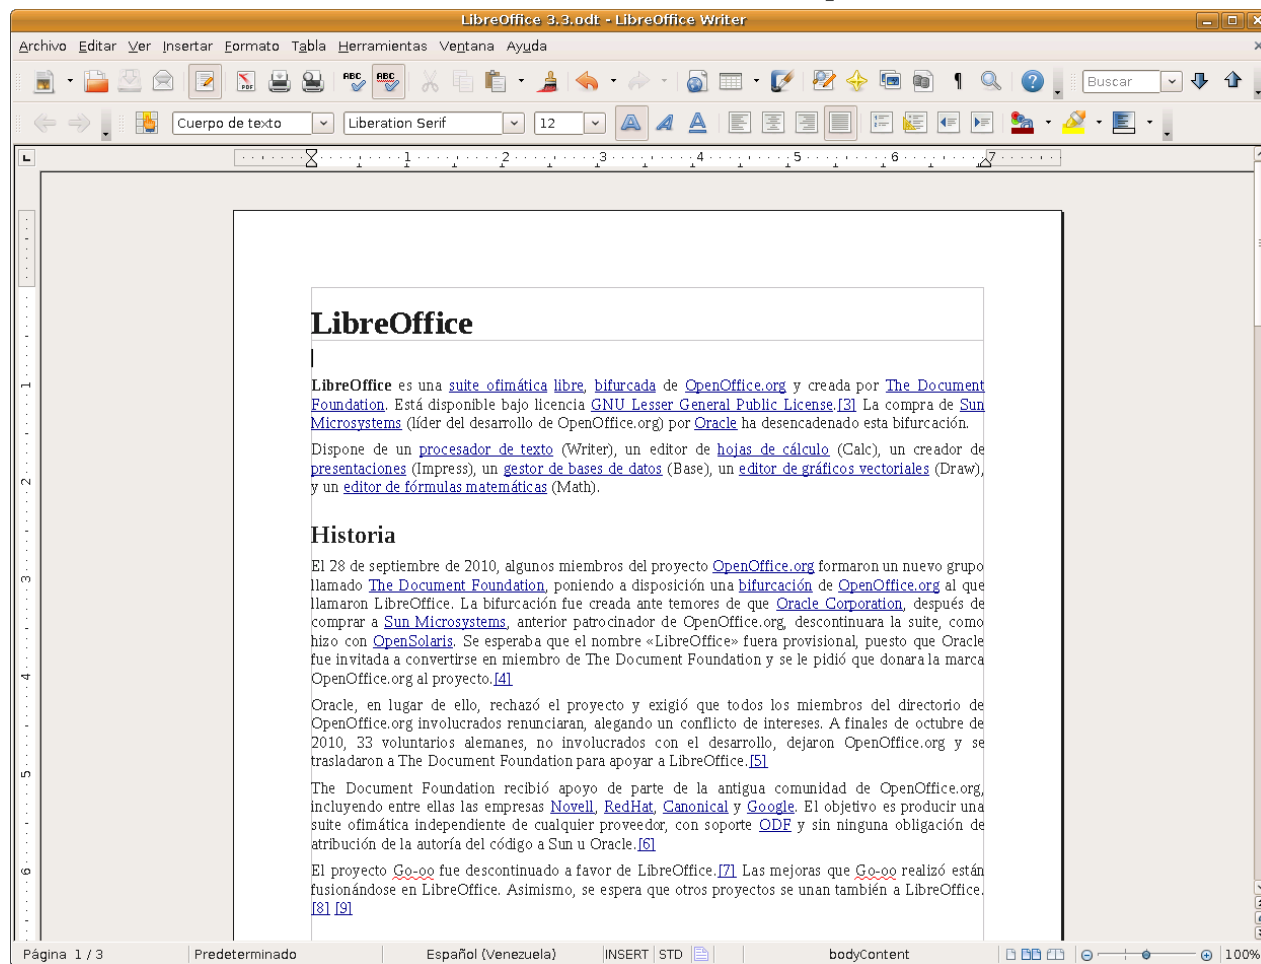 LibreOffice 3.3.odt - LibreOffice Writer
Archivo Editar Ver Insertar Formato Tabla Herramientas Ventana Ayuda
PDF ABC ABC Buscar
Cuerpo de texto Liberation Serif 12
1 2 3 4 5 6 7
LibreOffice
LibreOffice es una suite ofimática libre, bifurcada de OpenOffice.org y creada por The Document
Foundation. Está disponible bajo licencia GNU Lesser General Public License.[3] La compra de Sun
Microsystems (líder del desarrollo de OpenOffice.org) por Oracle ha desencadenado esta bifurcación.
Dispone de un procesador de texto (Writer), un editor de hojas de cálculo (Calc), un creador de
presentaciones (Impress), un gestor de bases de datos (Base), un editor de gráficos vectoriales (Draw),
y un editor de fórmulas matemáticas (Math).
Historia
El 28 de septiembre de 2010, algunos miembros del proyecto OpenOffice.org formaron un nuevo grupo
llamado The Document Foundation, poniendo a disposición una bifurcación de OpenOffice.org al que
llamaron LibreOffice. La bifurcación fue creada ante temores de que Oracle Corporation, después de
comprar a Sun Microsystems, anterior patrocinador de OpenOffice.org, descontinuara la suite, como
hizo con OpenSolaris. Se esperaba que el nombre «LibreOffice» fuera provisional, puesto que Oracle
fue invitada a convertirse en miembro de The Document Foundation y se le pidió que donara la marca
OpenOffice.org al proyecto.[4]
Oracle, en lugar de ello, rechazó el proyecto y exigió que todos los miembros del directorio de
OpenOffice.org involucrados renunciaran, alegando un conflicto de intereses. A finales de octubre de
2010, 33 voluntarios alemanes, no involucrados con el desarrollo, dejaron OpenOffice.org y se
trasladaron a The Document Foundation para apoyar a LibreOffice.[5]
The Document Foundation recibió apoyo de parte de la antigua comunidad de OpenOffice.org,
incluyendo entre ellas las empresas Novell, RedHat, Canonical y Google. El objetivo es producir una
suite ofimática independiente de cualquier proveedor, con soporte ODF y sin ninguna obligación de
atribución de la autoría del código a Sun u Oracle.[6]
El proyecto Go-oo fue descontinuado a favor de LibreOffice.[7] Las mejoras que Go-oo realizó están
fusionándose en LibreOffice. Asimismo, se espera que otros proyectos se unan también a LibreOffice.
[8] [9]
1
2
3
4
5
6
Página 1 / 3 Predeterminado Español (Venezuela) INSERT STD bodyContent 100%